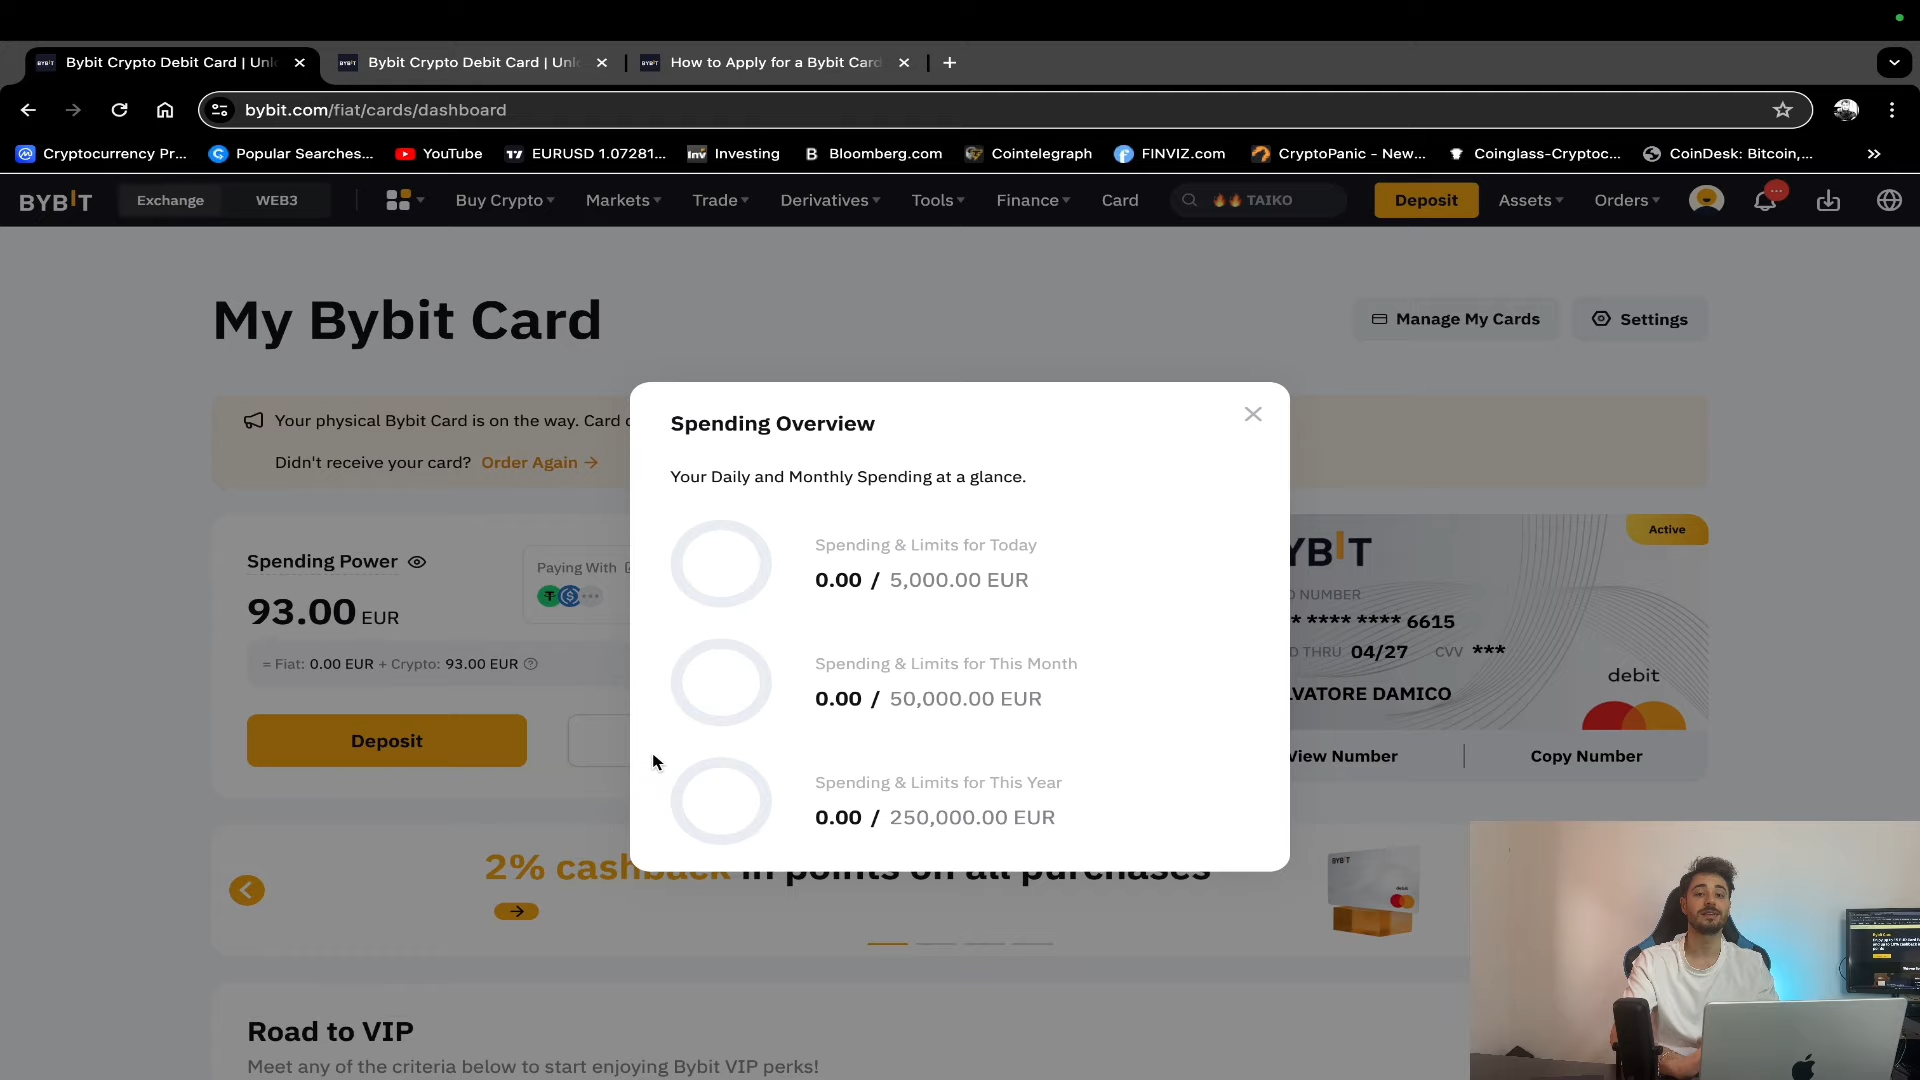 Bybit Crypto Debit Card | Unl
Bybit Crypto Debit Card | Unl
How to Apply for a Bybit Card
bybit.com/fiat/cards/dashboard
Cryptocurrency Pr...
Popular Searches...
YouTube
EURUSD 1.07281...
Investing
Bloomberg.com
Cointelegraph
FINVIZ.com
CryptoPanic - New...
Coinglass-Cryptoc...
CoinDesk: Bitcoin,...
BYBIT
Exchange
WEB3
Buy Crypto
Markets
Trade
Derivatives
Tools
Finance
Card
TAIKO
Deposit
Assets
Orders
My Bybit Card
Manage My Cards
Settings
Your physical Bybit Card is on the way. Card
Didn't receive your card? Order Again
Spending Overview
Your Daily and Monthly Spending at a glance.
Spending & Limits for Today
0.00 / 5,000.00 EUR
Spending & Limits for This Month
0.00 / 50,000.00 EUR
Spending & Limits for This Year
0.00 / 250,000.00 EUR
Spending Power
93.00 EUR
= Fiat: 0.00 EUR + Crypto: 93.00 EUR
Paying With
Deposit
Active
YBIT
D NUMBER
* **** **** 6615
D THRU 04/27 CVV ***
LVATORE DAMICO
debit
View Number
Copy Number
2% cashback in points on all purchases
BYBIT
Road to VIP
Meet any of the criteria below to start enjoying Bybit VIP perks!